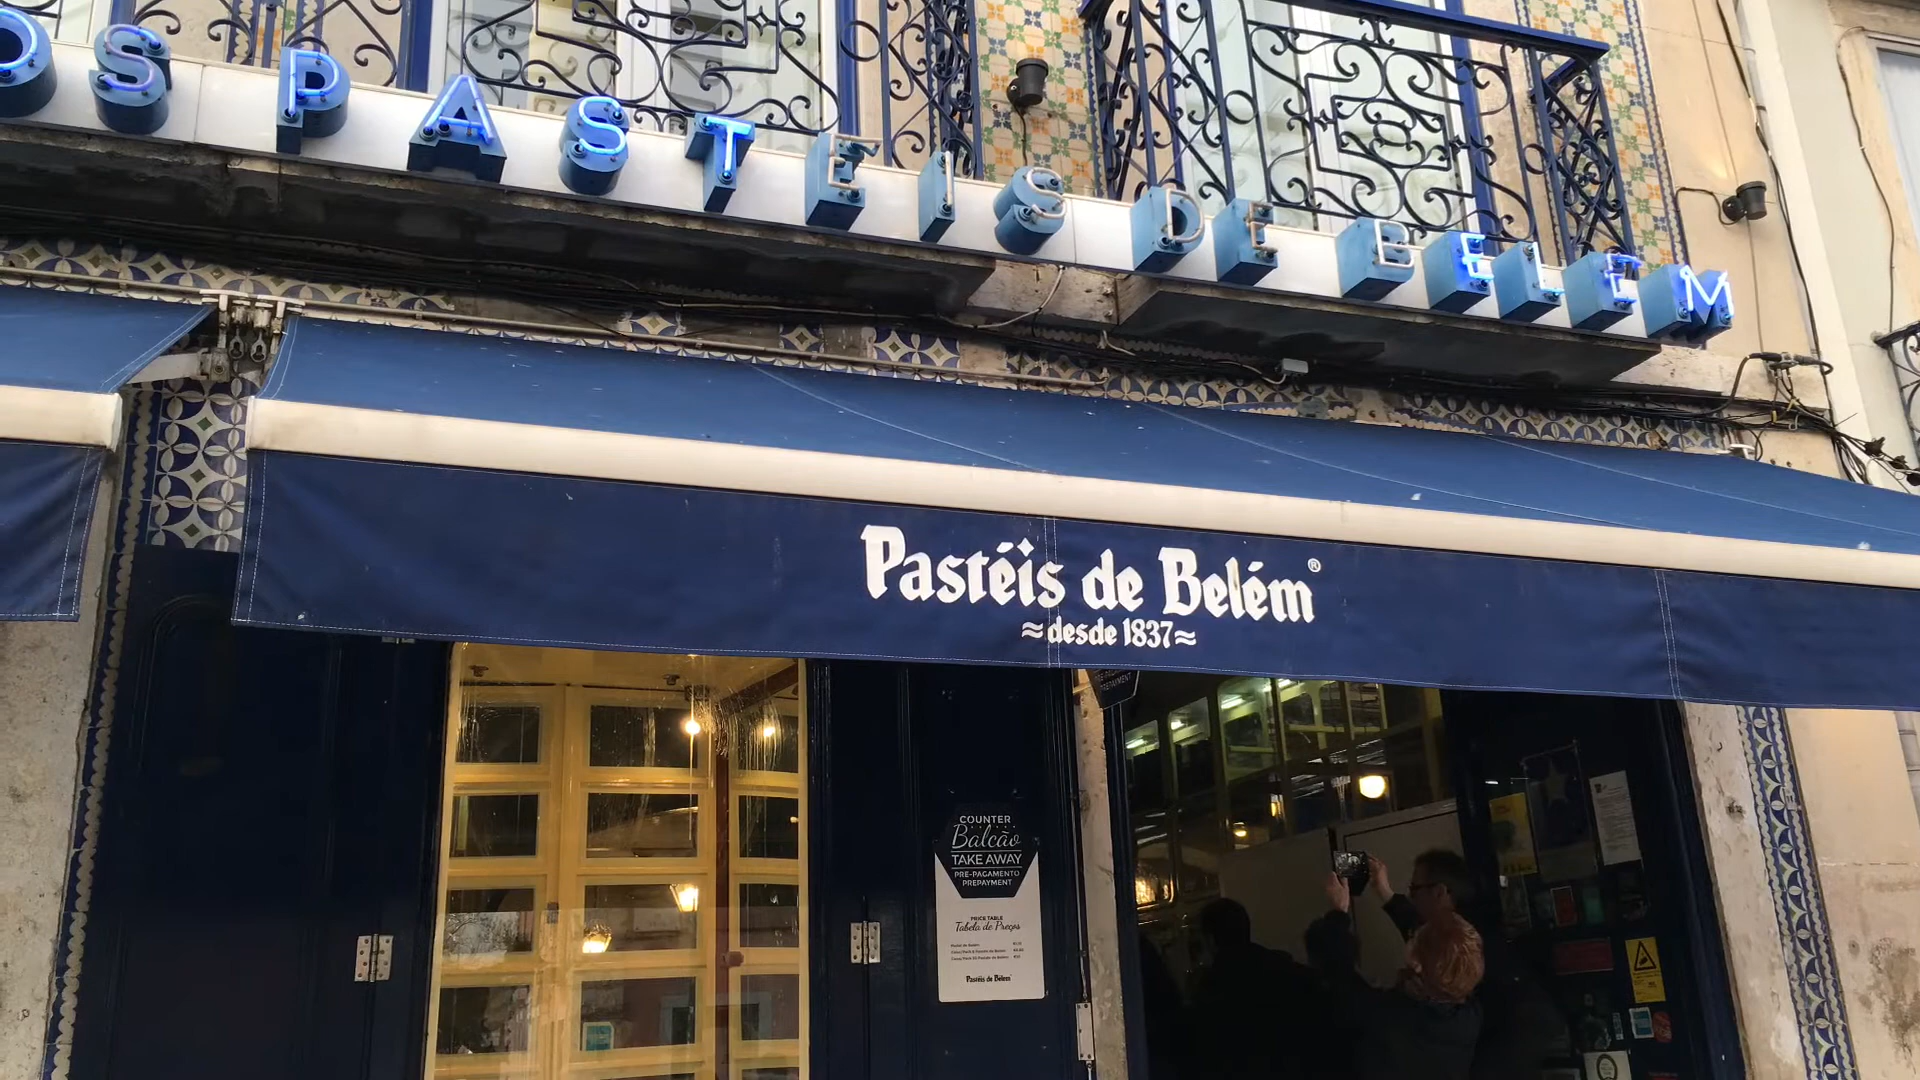 OS PASTEIS DE BELEM
Pastéis de Belém®
≈desde 1837≈
PREPAYMENT
COUNTER
Balcão
TAKE AWAY
PRE-PAGAMENTO
PREPAYMENT
PRICE TABLE
Tabela de Preços
Pastéis de Belém